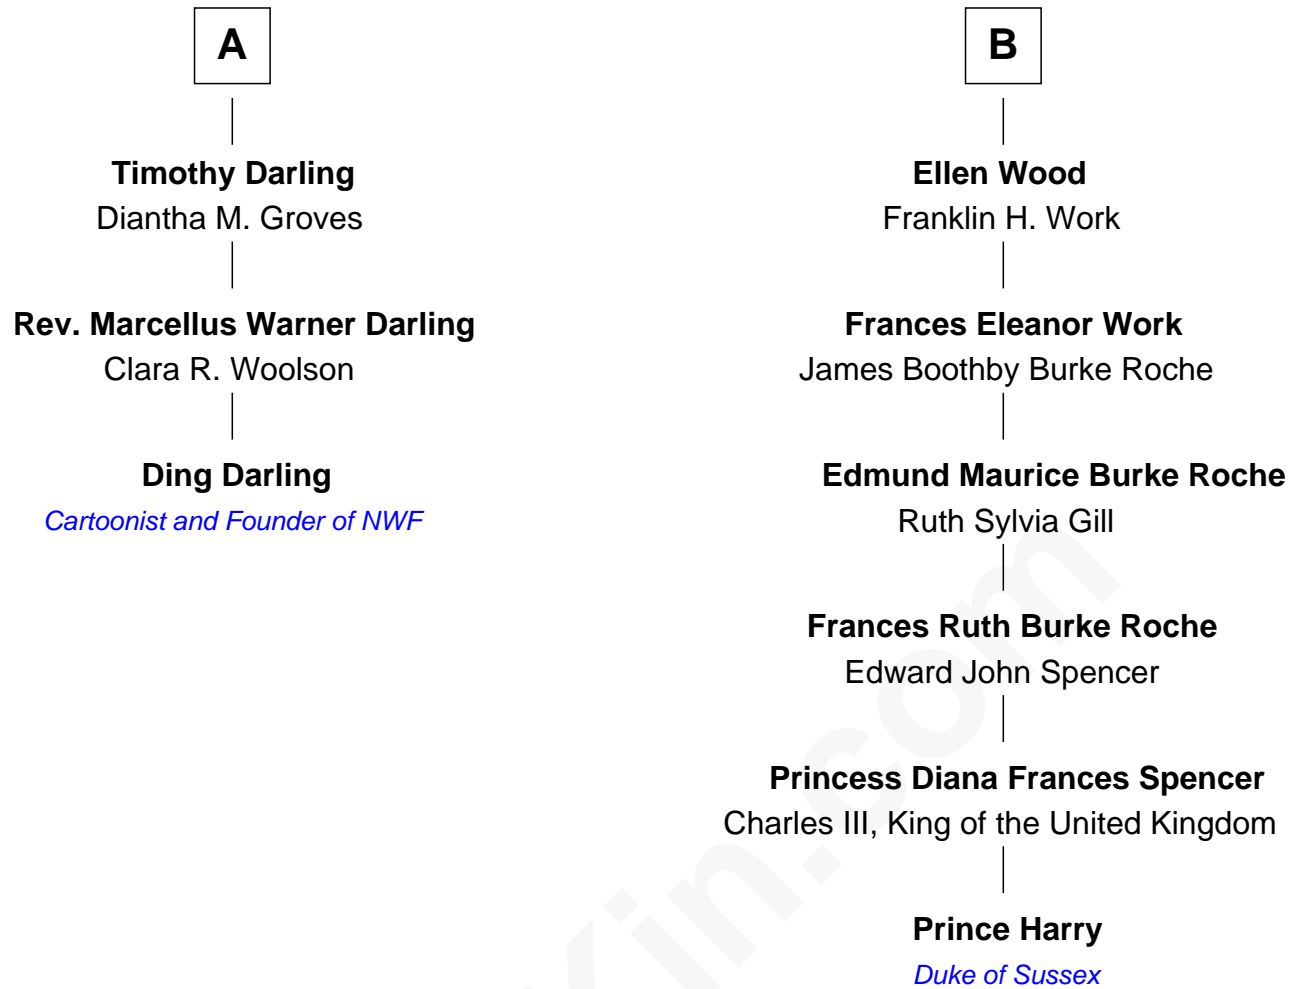 A
Timothy Darling
Diantha M. Groves
Rev. Marcellus Warner Darling
Clara R. Woolson
Ding Darling
Cartoonist and Founder of NWF
B
Ellen Wood
Franklin H. Work
Frances Eleanor Work
James Boothby Burke Roche
Edmund Maurice Burke Roche
Ruth Sylvia Gill
Frances Ruth Burke Roche
Edward John Spencer
Princess Diana Frances Spencer
Charles III, King of the United Kingdom
Prince Harry
Duke of Sussex
Kin.com